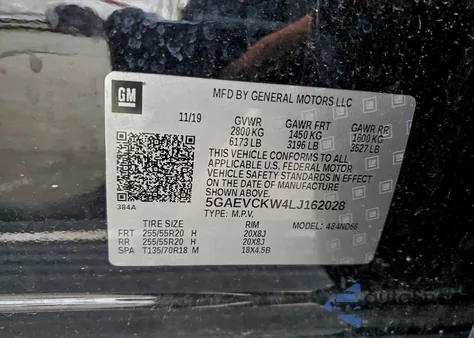 GM
MFD BY GENERAL MOTORS LLC
11/19 GVWR GAWR FRT GAWR RR
2800 KG 1450 KG 1600 KG
6173 LB 3196 LB 3527 LB
THIS VEHICLE CONFORMS TO ALL
APPLICABLE U.S. FEDERAL MOTOR
VEHICLE SAFETY STANDARDS IN
EFFECT ON THE DATE OF
MANUFACTURE SHOWN ABOVE.
384A
5GAEVCKW4LJ162028
TYPE: M.P.V.
TIRE SIZE RIM MODEL:
FRT 255/55R20 H 20X8J
RR 255/55R20 H 20X8J
SPA T135/70R18 M 18X4.5B